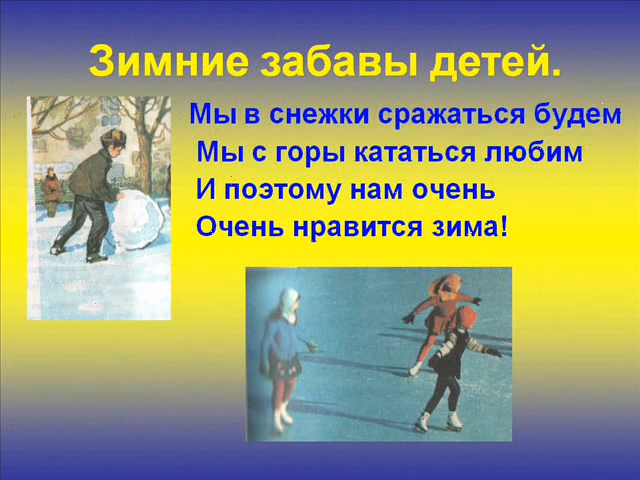 Зимние забавы детей.
Мы в снежки сражаться будем
Мы с горы кататься любим
И поэтому нам очень
Очень нравится зима!